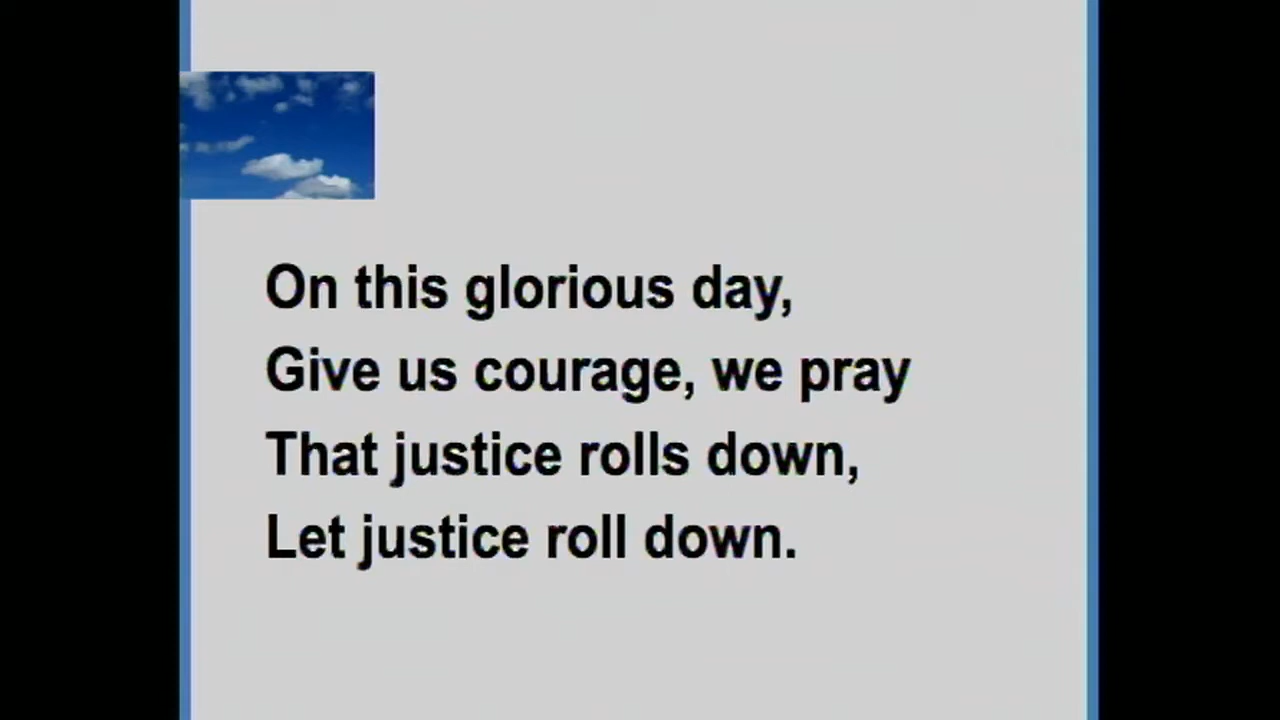 On this glorious day,
Give us courage, we pray
That justice rolls down,
Let justice roll down.